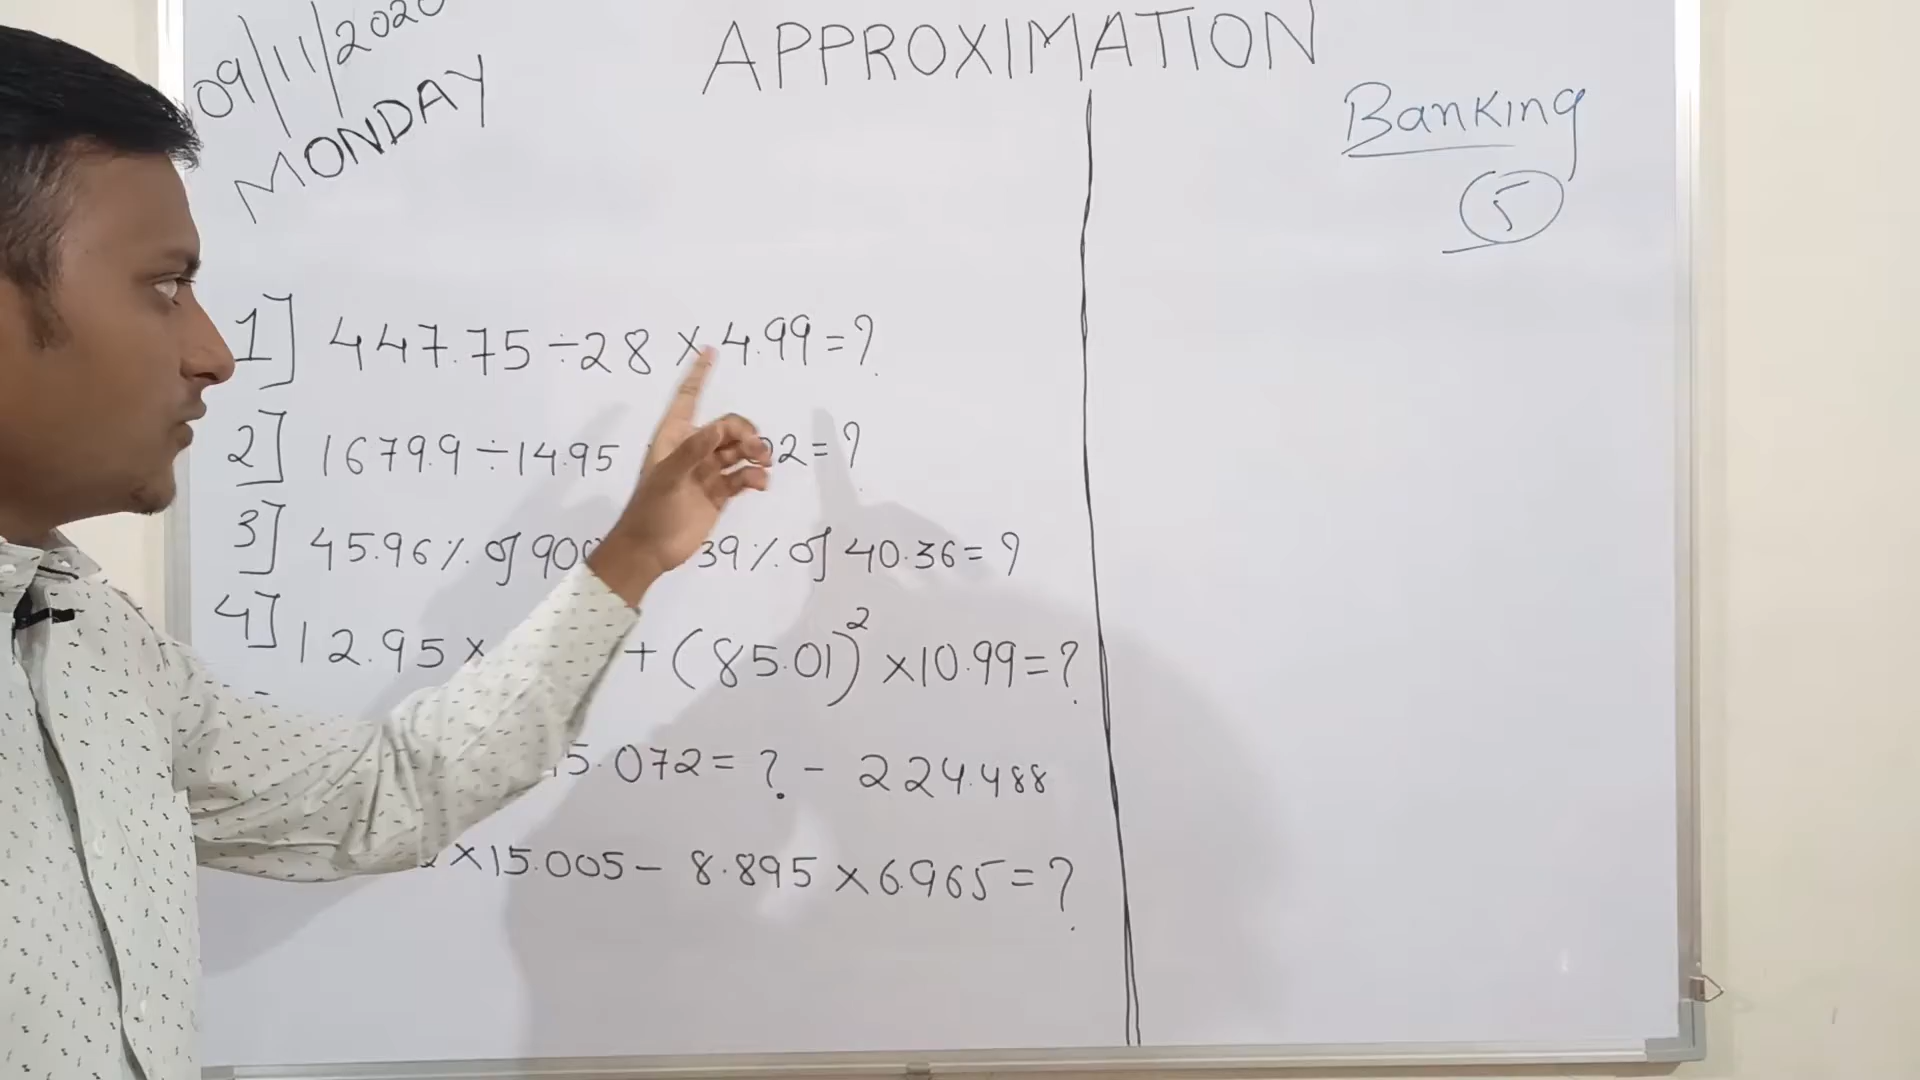 09/11/2020
MONDAY
APPROXIMATION
Banking
5
1] 447.75 ÷ 28 × 4.99 = ?
2] 1679.9 ÷ 14.95 02 = ?
3] 45.96 % of 900 39 % of 40.36 = ?
4] 12.95 × + (85.01)² × 10.99 = ?
5.072 = ? - 224.488
× 15.005 - 8.895 × 6.965 = ?